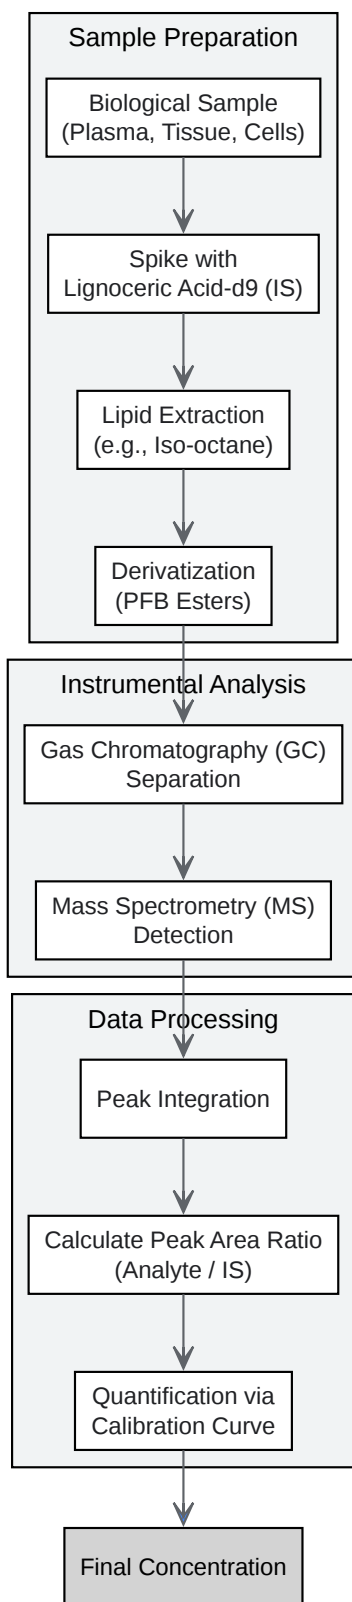 Sample Preparation
Biological Sample
(Plasma, Tissue, Cells)
Spike with
Lignoceric Acid-d9 (IS)
Lipid Extraction
(e.g., Iso-octane)
Derivatization
(PFB Esters)
Instrumental Analysis
Gas Chromatography (GC)
Separation
Mass Spectrometry (MS)
Detection
Data Processing
Peak Integration
Calculate Peak Area Ratio
(Analyte / IS)
Quantification via
Calibration Curve
Final Concentration